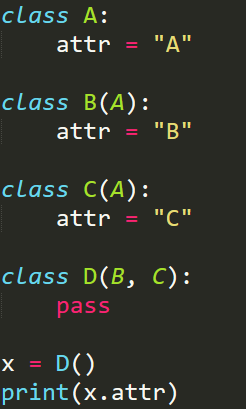 class A:
    attr = "A"

class B(A):
    attr = "B"

class C(A):
    attr = "C"

class D(B, C):
    pass

x = D()
print(x.attr)